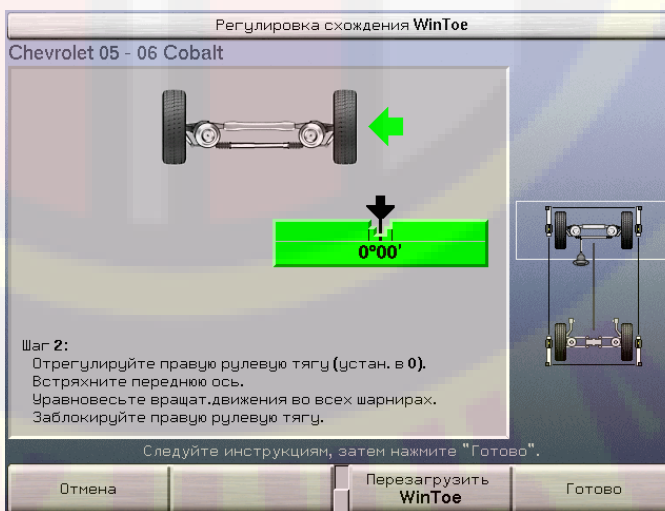 Регулировка схождения WinToe
Chevrolet 05 - 06 Cobalt
0°00'
Шаг 2:
Отрегулируйте правую рулевую тягу (устан. в 0).
Встряхните переднюю ось.
Уравновесьте вращат.движения во всех шарнирах.
Заблокируйте правую рулевую тягу.
Следуйте инструкциям, затем нажмите "Готово".
Отмена
Перезагрузить
WinToe
Готово